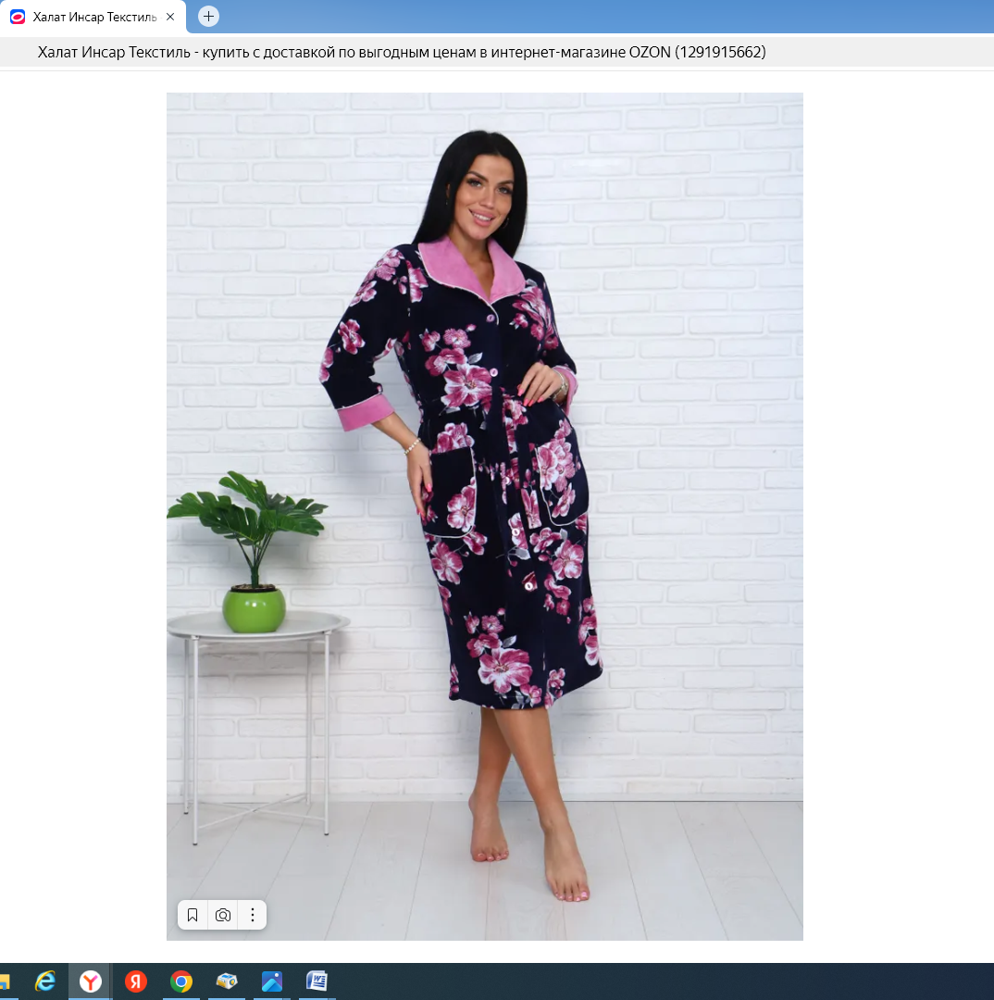 Халат Инсар Текстиль
Халат Инсар Текстиль - купить с доставкой по выгодным ценам в интернет-магазине OZON (1291915662)